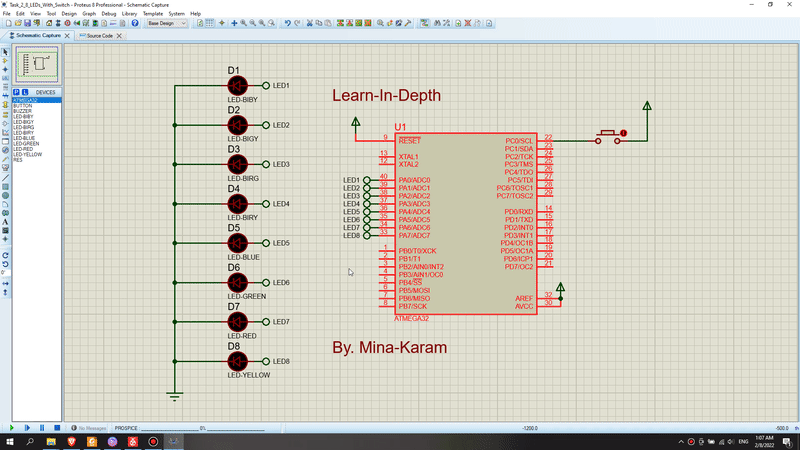 Task_2_8_LEDs_With_Switch - Proteus 8 Professional - Schematic Capture
File Edit View Tool Design Graph Debug Library Template System Help
Base Design
Schematic Capture
Source Code
P L DEVICES
ATMEGA32
BUTTON
BUZZER
LED-BIBY
LED-BIGY
LED-BIRG
LED-BIRY
LED-BLUE
LED-GREEN
LED-RED
LED-YELLOW
RES
D1
LED1
LED-BIBY
D2
LED2
LED-BIGY
D3
LED3
LED-BIRG
D4
LED4
LED-BIRY
D5
LED5
LED-BLUE
D6
LED6
LED-GREEN
D7
LED7
LED-RED
D8
LED8
LED-YELLOW
Learn-In-Depth
U1
9 RESET PC0/SCL 22
PC1/SDA 23
13 XTAL1 PC2/TCK 24
12 XTAL2 PC3/TMS 25
PC4/TDO 26
LED1 40 PA0/ADC0 PC5/TDI 27
LED2 39 PA1/ADC1 PC6/TOSC1 28
LED3 38 PA2/ADC2 PC7/TOSC2 29
LED4 37 PA3/ADC3
LED5 36 PA4/ADC4 PD0/RXD 14
LED6 35 PA5/ADC5 PD1/TXD 15
LED7 34 PA6/ADC6 PD2/INT0 16
LED8 33 PA7/ADC7 PD3/INT1 17
PD4/OC1B 18
1 PB0/T0/XCK PD5/OC1A 19
2 PB1/T1 PD6/ICP1 20
3 PB2/AIN0/INT2 PD7/OC2 21
4 PB3/AIN1/OC0
5 PB4/SS
6 PB5/MOSI
7 PB6/MISO AREF 32
8 PB7/SCK AVCC 30
ATMEGA32
By. Mina-Karam
No Messages PROSPICE 0% -1200.0 -500.0 th
ENG 1:07 AM
2/8/2022